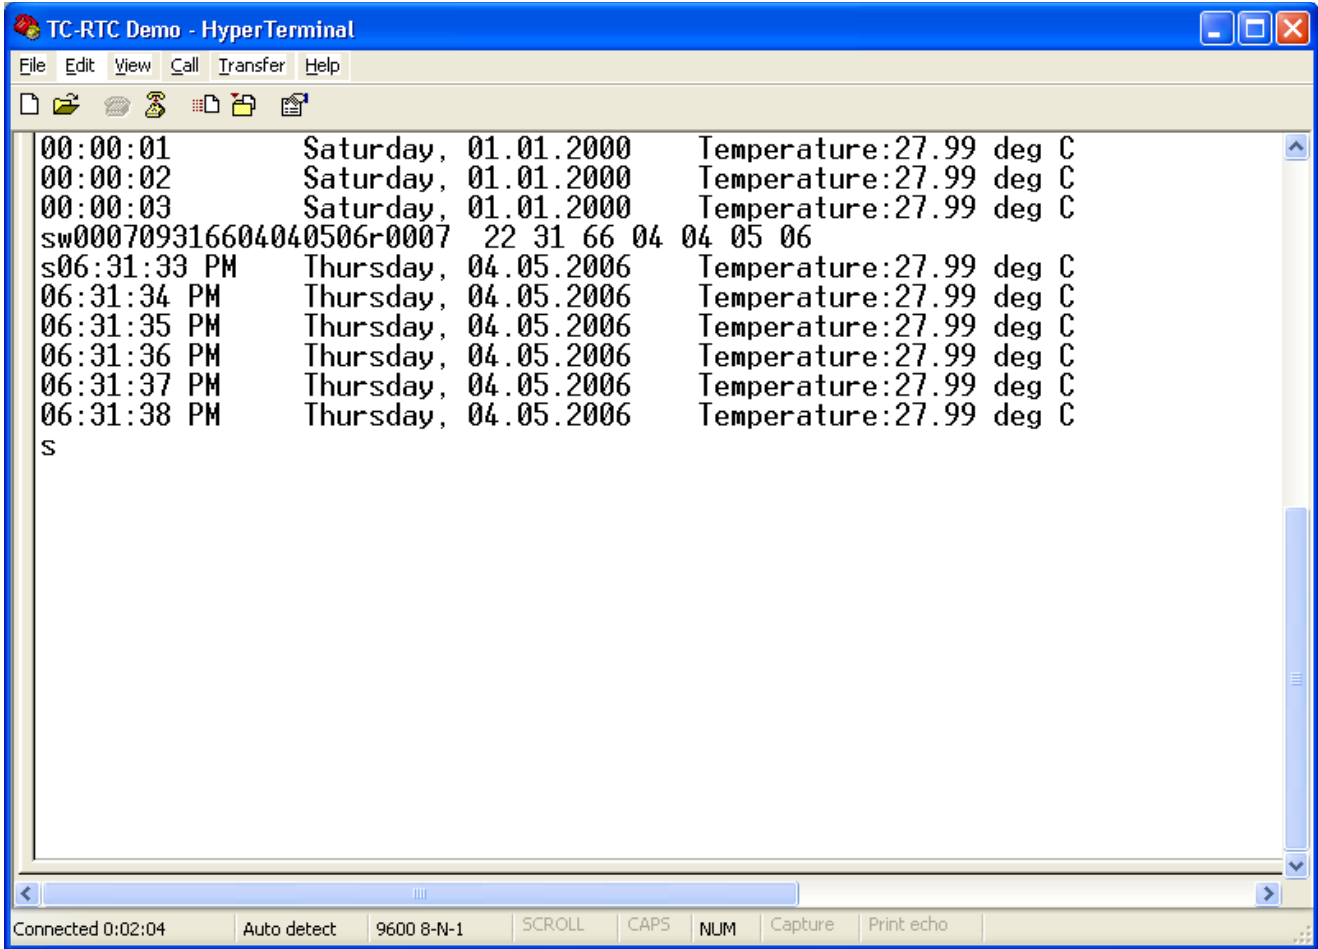 TC-RTC Demo - HyperTerminal
File Edit View Call Transfer Help
00:00:01 Saturday, 01.01.2000 Temperature:27.99 deg C
00:00:02 Saturday, 01.01.2000 Temperature:27.99 deg C
00:00:03 Saturday, 01.01.2000 Temperature:27.99 deg C
sw000709316604040506r0007 22 31 66 04 04 05 06
s06:31:33 PM Thursday, 04.05.2006 Temperature:27.99 deg C
06:31:34 PM Thursday, 04.05.2006 Temperature:27.99 deg C
06:31:35 PM Thursday, 04.05.2006 Temperature:27.99 deg C
06:31:36 PM Thursday, 04.05.2006 Temperature:27.99 deg C
06:31:37 PM Thursday, 04.05.2006 Temperature:27.99 deg C
06:31:38 PM Thursday, 04.05.2006 Temperature:27.99 deg C
s
Connected 0:02:04 Auto detect 9600 8-N-1 SCROLL CAPS NUM Capture Print echo